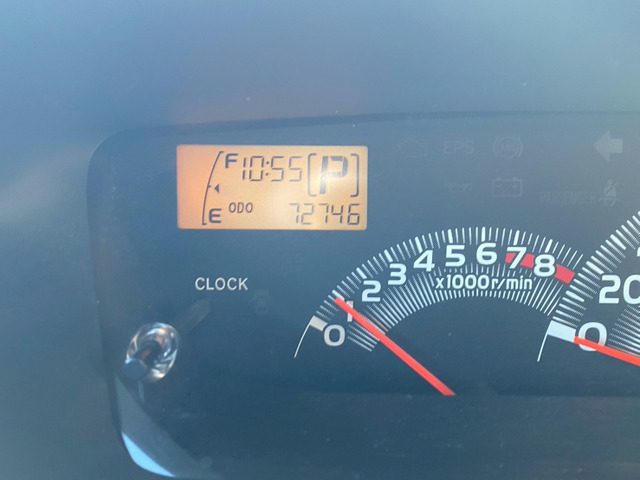 F 10:55 [P]
E ODO 72746
EPS
CLOCK
0 1 2 3 4 5 6 7 8
x1000r/min
0 20